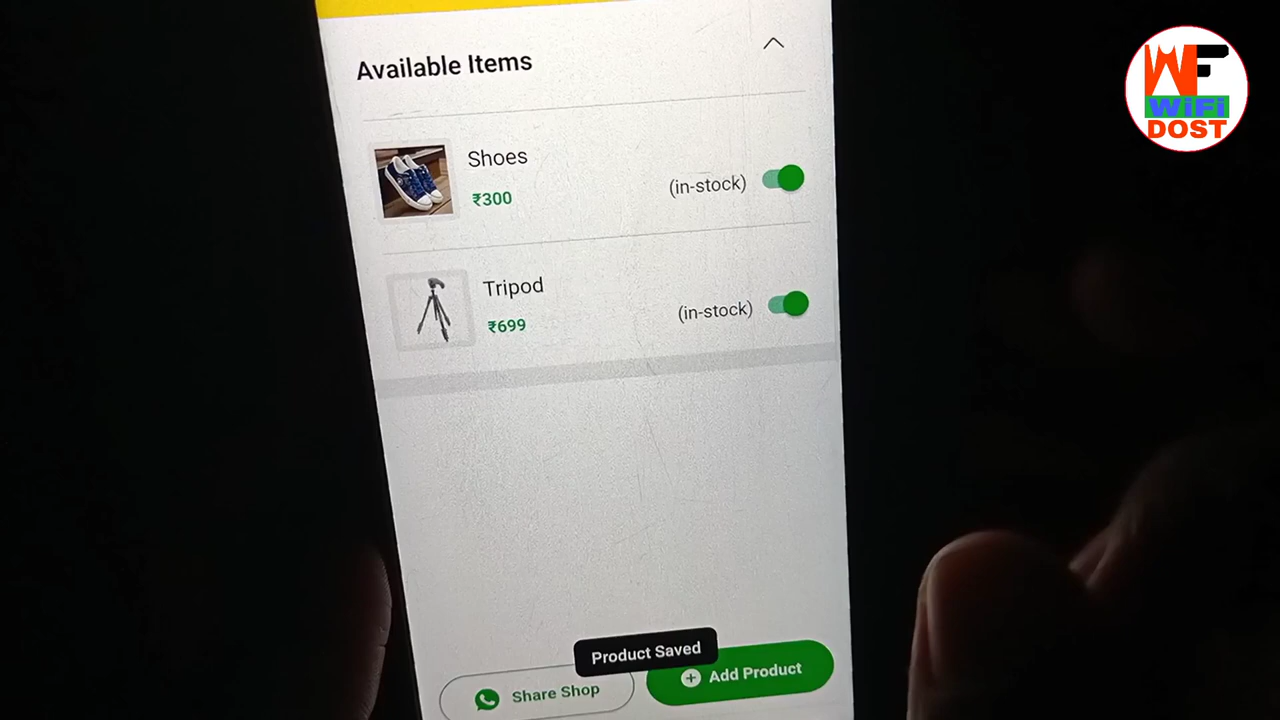 Available Items
Shoes
₹300
(in-stock)
Tripod
₹699
(in-stock)
Product Saved
Share Shop
Add Product
WF
WiFi
DOST